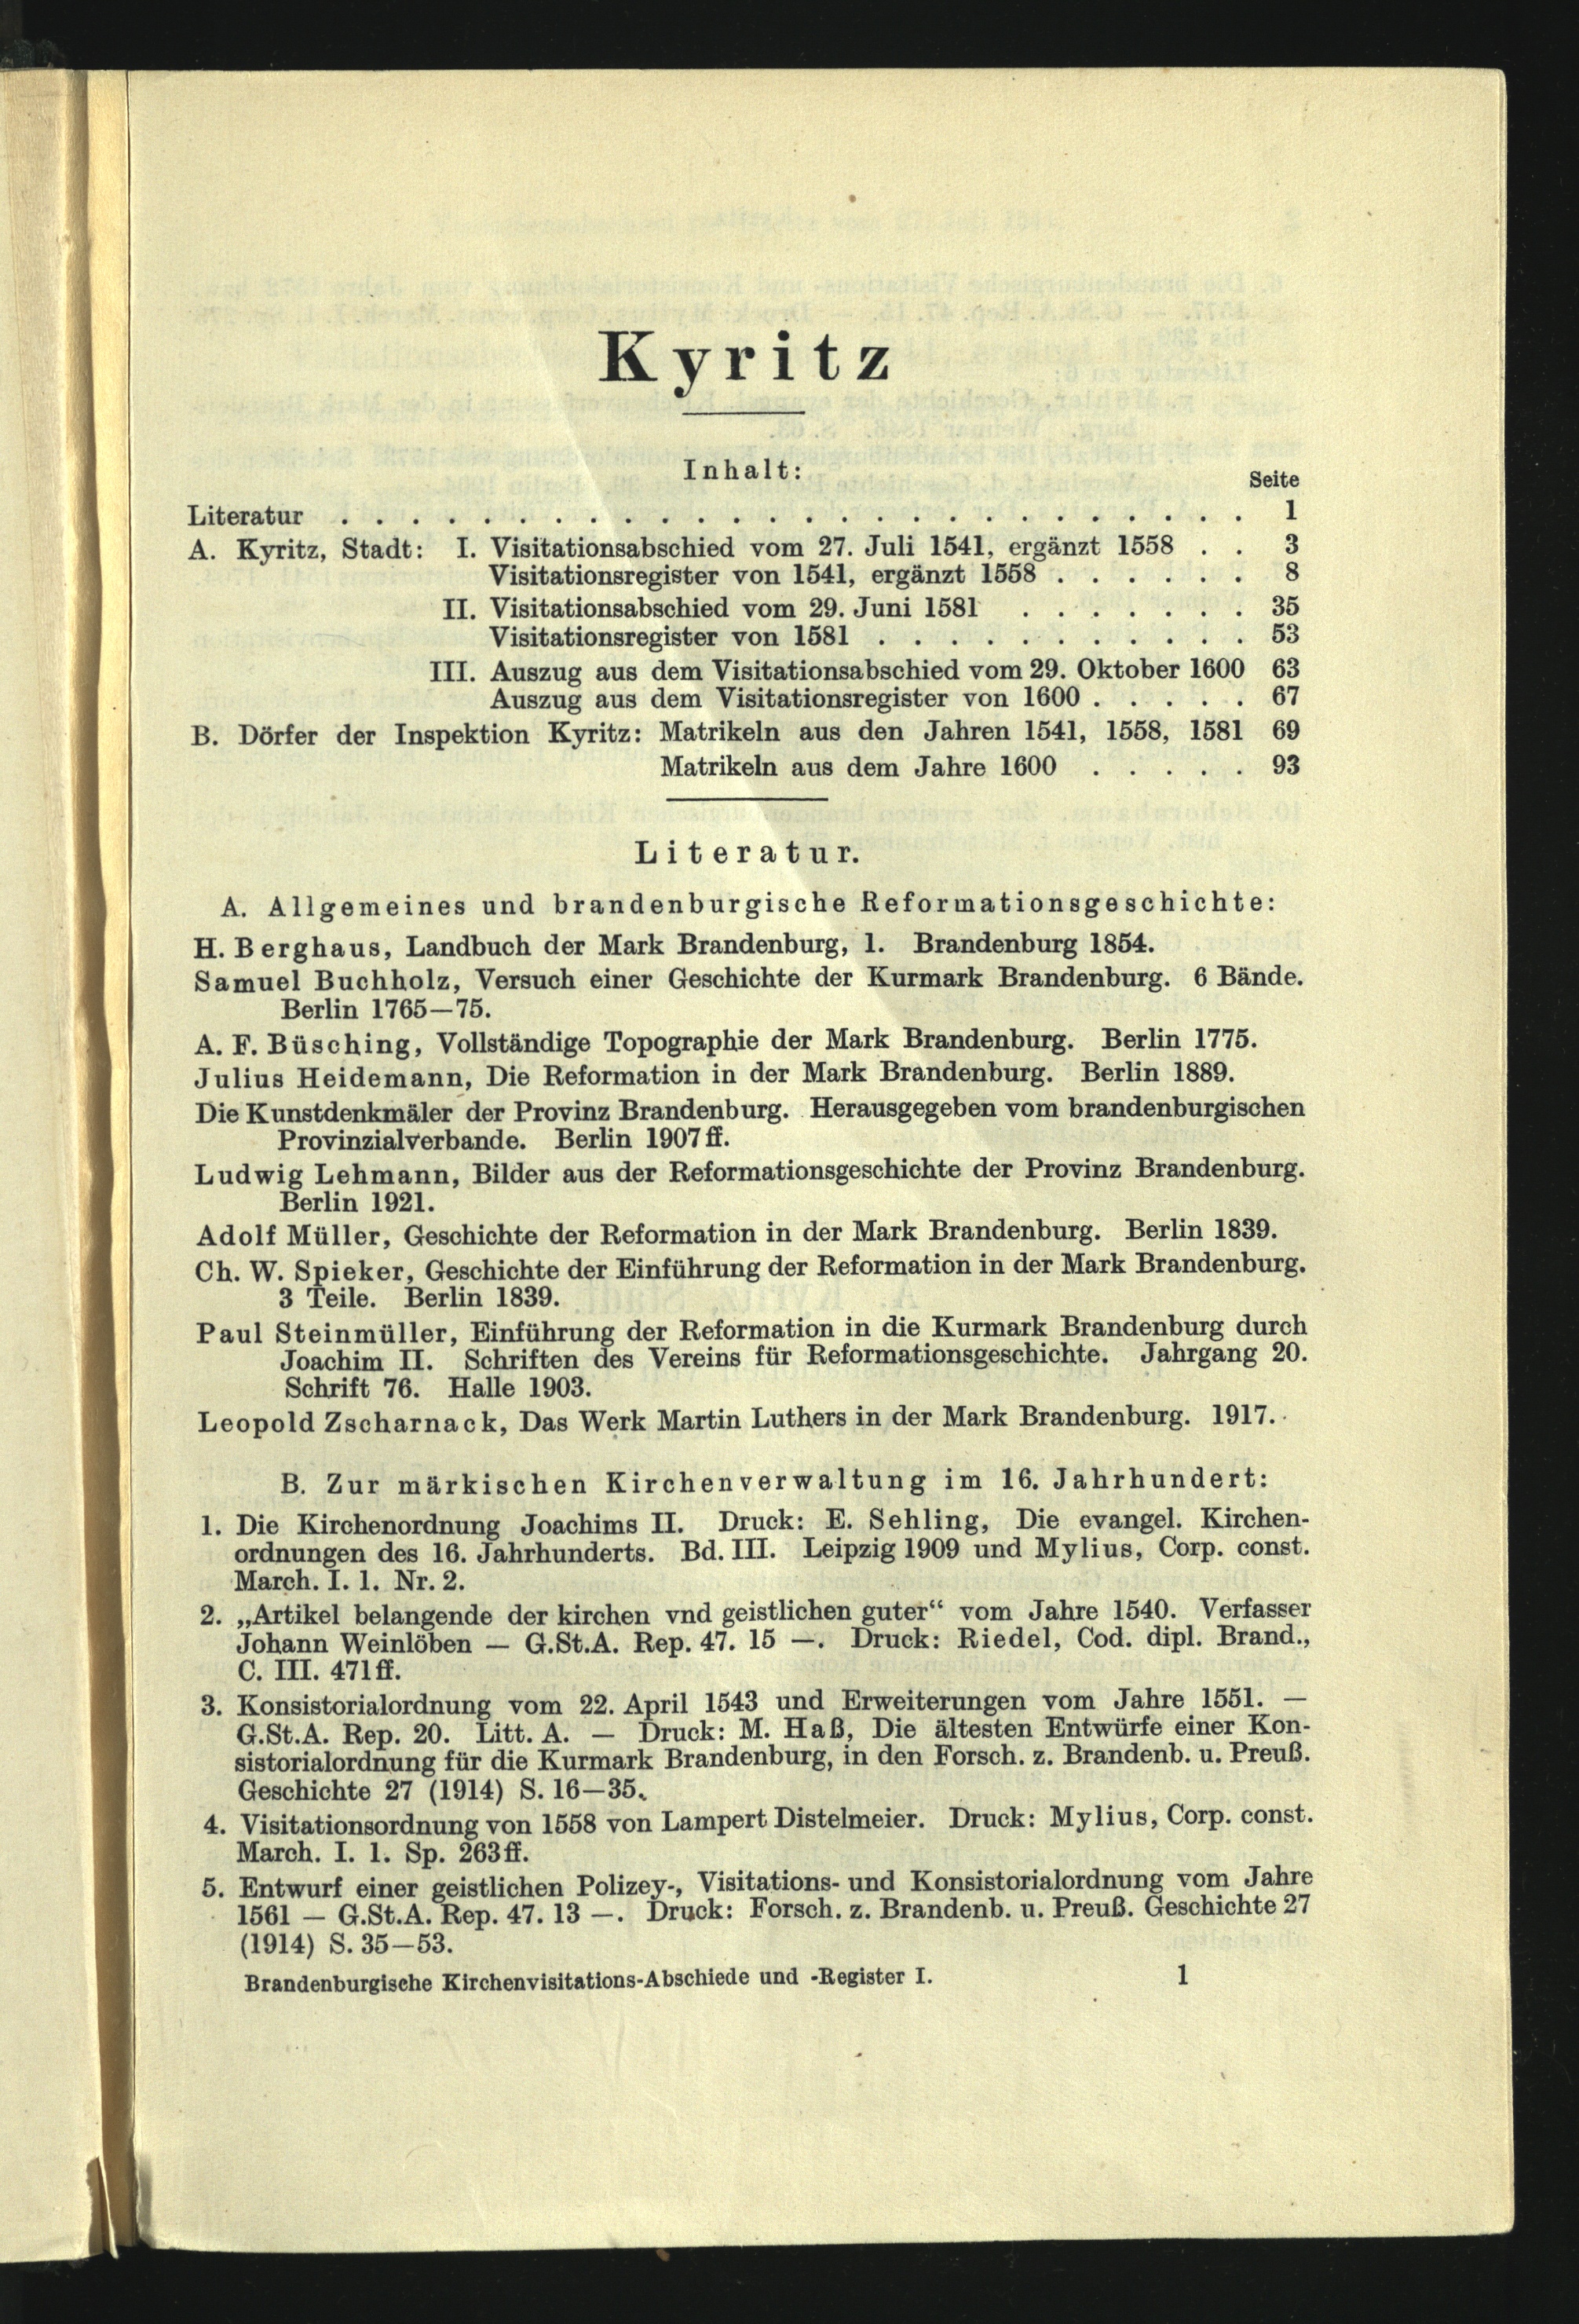 Kyritz
Inhalt:
Seite
Literatur . . . . . . . . . . . . . . . . . . . . . . . . . . 1
A. Kyritz, Stadt: I. Visitationsabschied vom 27. Juli 1541, ergänzt 1558 . . 3
Visitationsregister von 1541, ergänzt 1558 . . . . . . 8
II. Visitationsabschied vom 29. Juni 1581 . . . . . . . 35
Visitationsregister von 1581 . . . . . . . . . . . 53
III. Auszug aus dem Visitationsabschied vom 29. Oktober 1600 63
Auszug aus dem Visitationsregister von 1600 . . . . . 67
B. Dörfer der Inspektion Kyritz: Matrikeln aus den Jahren 1541, 1558, 1581 69
Matrikeln aus dem Jahre 1600 . . . . . 93
Literatur.
A. Allgemeines und brandenburgische Reformationsgeschichte:
H. Berghaus, Landbuch der Mark Brandenburg, 1. Brandenburg 1854.
Samuel Buchholz, Versuch einer Geschichte der Kurmark Brandenburg. 6 Bände.
Berlin 1765—75.
A. F. Büsching, Vollständige Topographie der Mark Brandenburg. Berlin 1775.
Julius Heidemann, Die Reformation in der Mark Brandenburg. Berlin 1889.
Die Kunstdenkmäler der Provinz Brandenburg. Herausgegeben vom brandenburgischen
Provinzialverbande. Berlin 1907 ff.
Ludwig Lehmann, Bilder aus der Reformationsgeschichte der Provinz Brandenburg.
Berlin 1921.
Adolf Müller, Geschichte der Reformation in der Mark Brandenburg. Berlin 1839.
Ch. W. Spieker, Geschichte der Einführung der Reformation in der Mark Brandenburg.
3 Teile. Berlin 1839.
Paul Steinmüller, Einführung der Reformation in die Kurmark Brandenburg durch
Joachim II. Schriften des Vereins für Reformationsgeschichte. Jahrgang 20.
Schrift 76. Halle 1903.
Leopold Zscharnack, Das Werk Martin Luthers in der Mark Brandenburg. 1917.
B. Zur märkischen Kirchenverwaltung im 16. Jahrhundert:
1. Die Kirchenordnung Joachims II. Druck: E. Sehling, Die evangel. Kirchen-
ordnungen des 16. Jahrhunderts. Bd. III. Leipzig 1909 und Mylius, Corp. const.
March. I. 1. Nr. 2.
2. „Artikel belangende der kirchen vnd geistlichen guter“ vom Jahre 1540. Verfasser
Johann Weinlöben — G.St.A. Rep. 47. 15 —. Druck: Riedel, Cod. dipl. Brand.,
C. III. 471 ff.
3. Konsistorialordnung vom 22. April 1543 und Erweiterungen vom Jahre 1551. —
G.St.A. Rep. 20. Litt. A. — Druck: M. Haß, Die ältesten Entwürfe einer Kon-
sistorialordnung für die Kurmark Brandenburg, in den Forsch. z. Brandenb. u. Preuß.
Geschichte 27 (1914) S. 16—35.
4. Visitationsordnung von 1558 von Lampert Distelmeier. Druck: Mylius, Corp. const.
March. I. 1. Sp. 263 ff.
5. Entwurf einer geistlichen Polizey-, Visitations- und Konsistorialordnung vom Jahre
1561 — G.St.A. Rep. 47. 13 —. Druck: Forsch. z. Brandenb. u. Preuß. Geschichte 27
(1914) S. 35—53.
Brandenburgische Kirchenvisitations-Abschiede und -Register I. 1